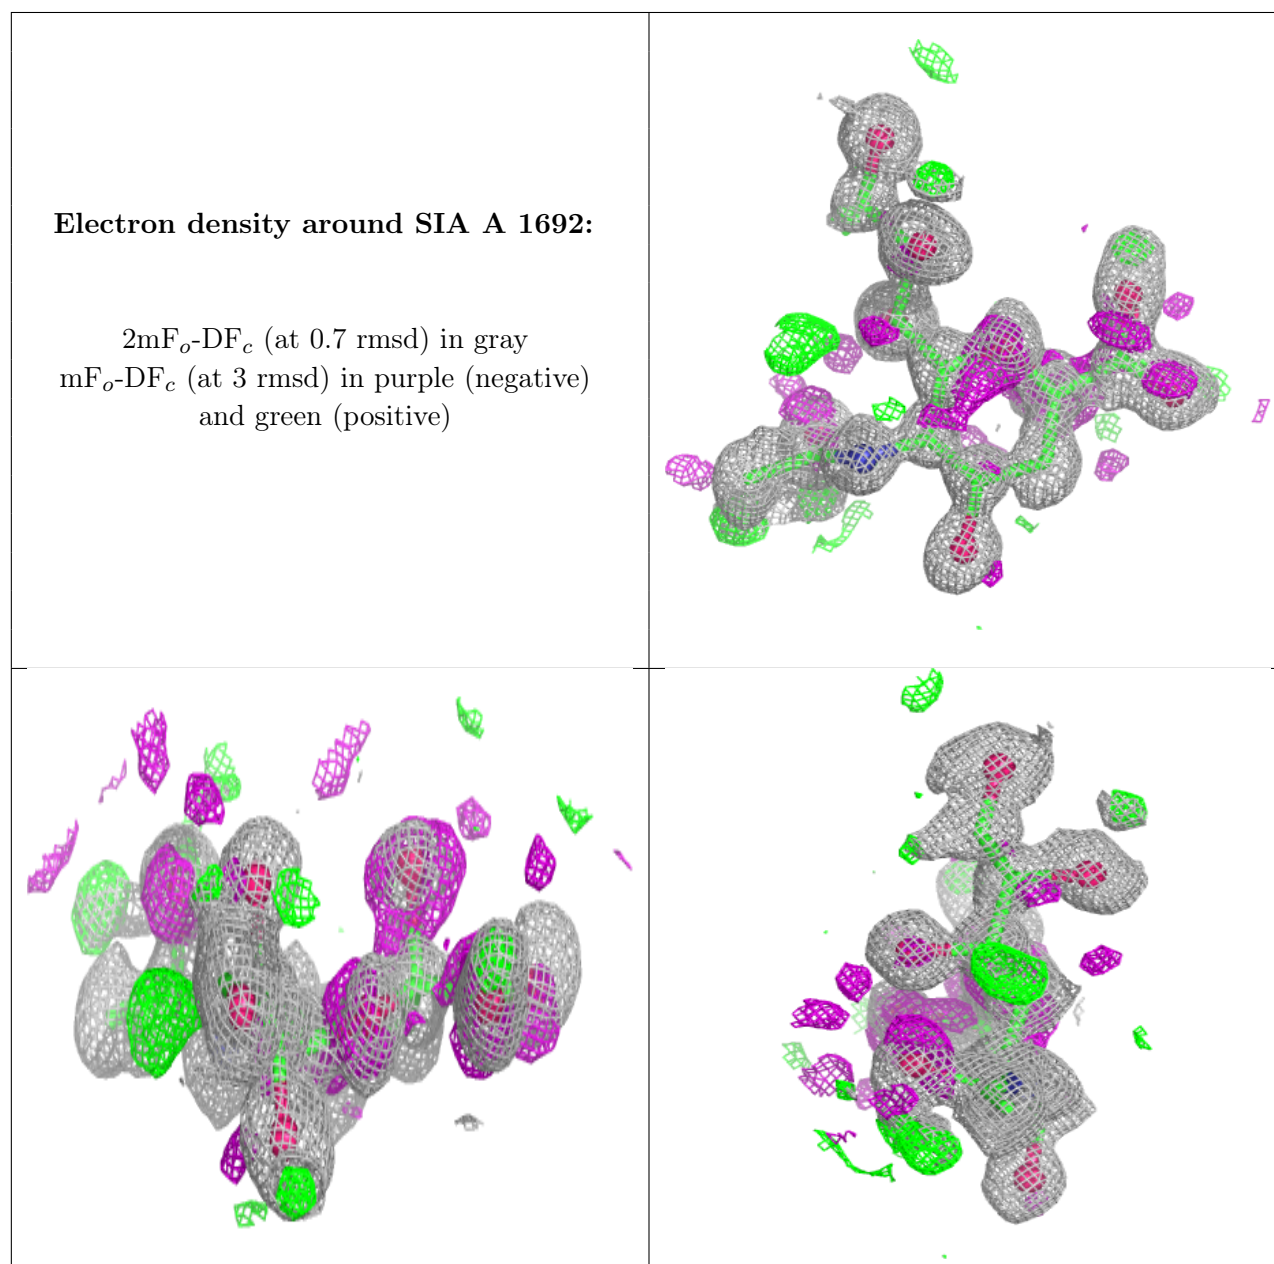 Electron density around SIA A 1692:
2mFo-DFc (at 0.7 rmsd) in gray
mFo-DFc (at 3 rmsd) in purple (negative)
and green (positive)